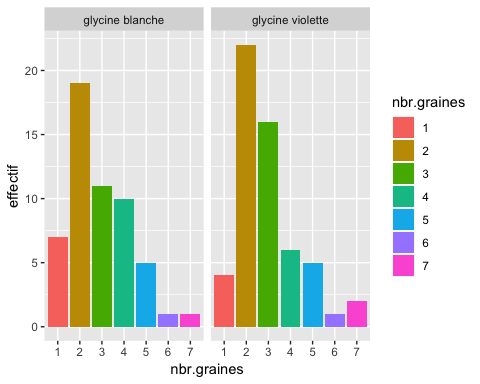 glycine blanche glycine violette
effectif
20
15
10
5
0
1 2 3 4 5 6 7 1 2 3 4 5 6 7
nbr.graines
nbr.graines
1
2
3
4
5
6
7